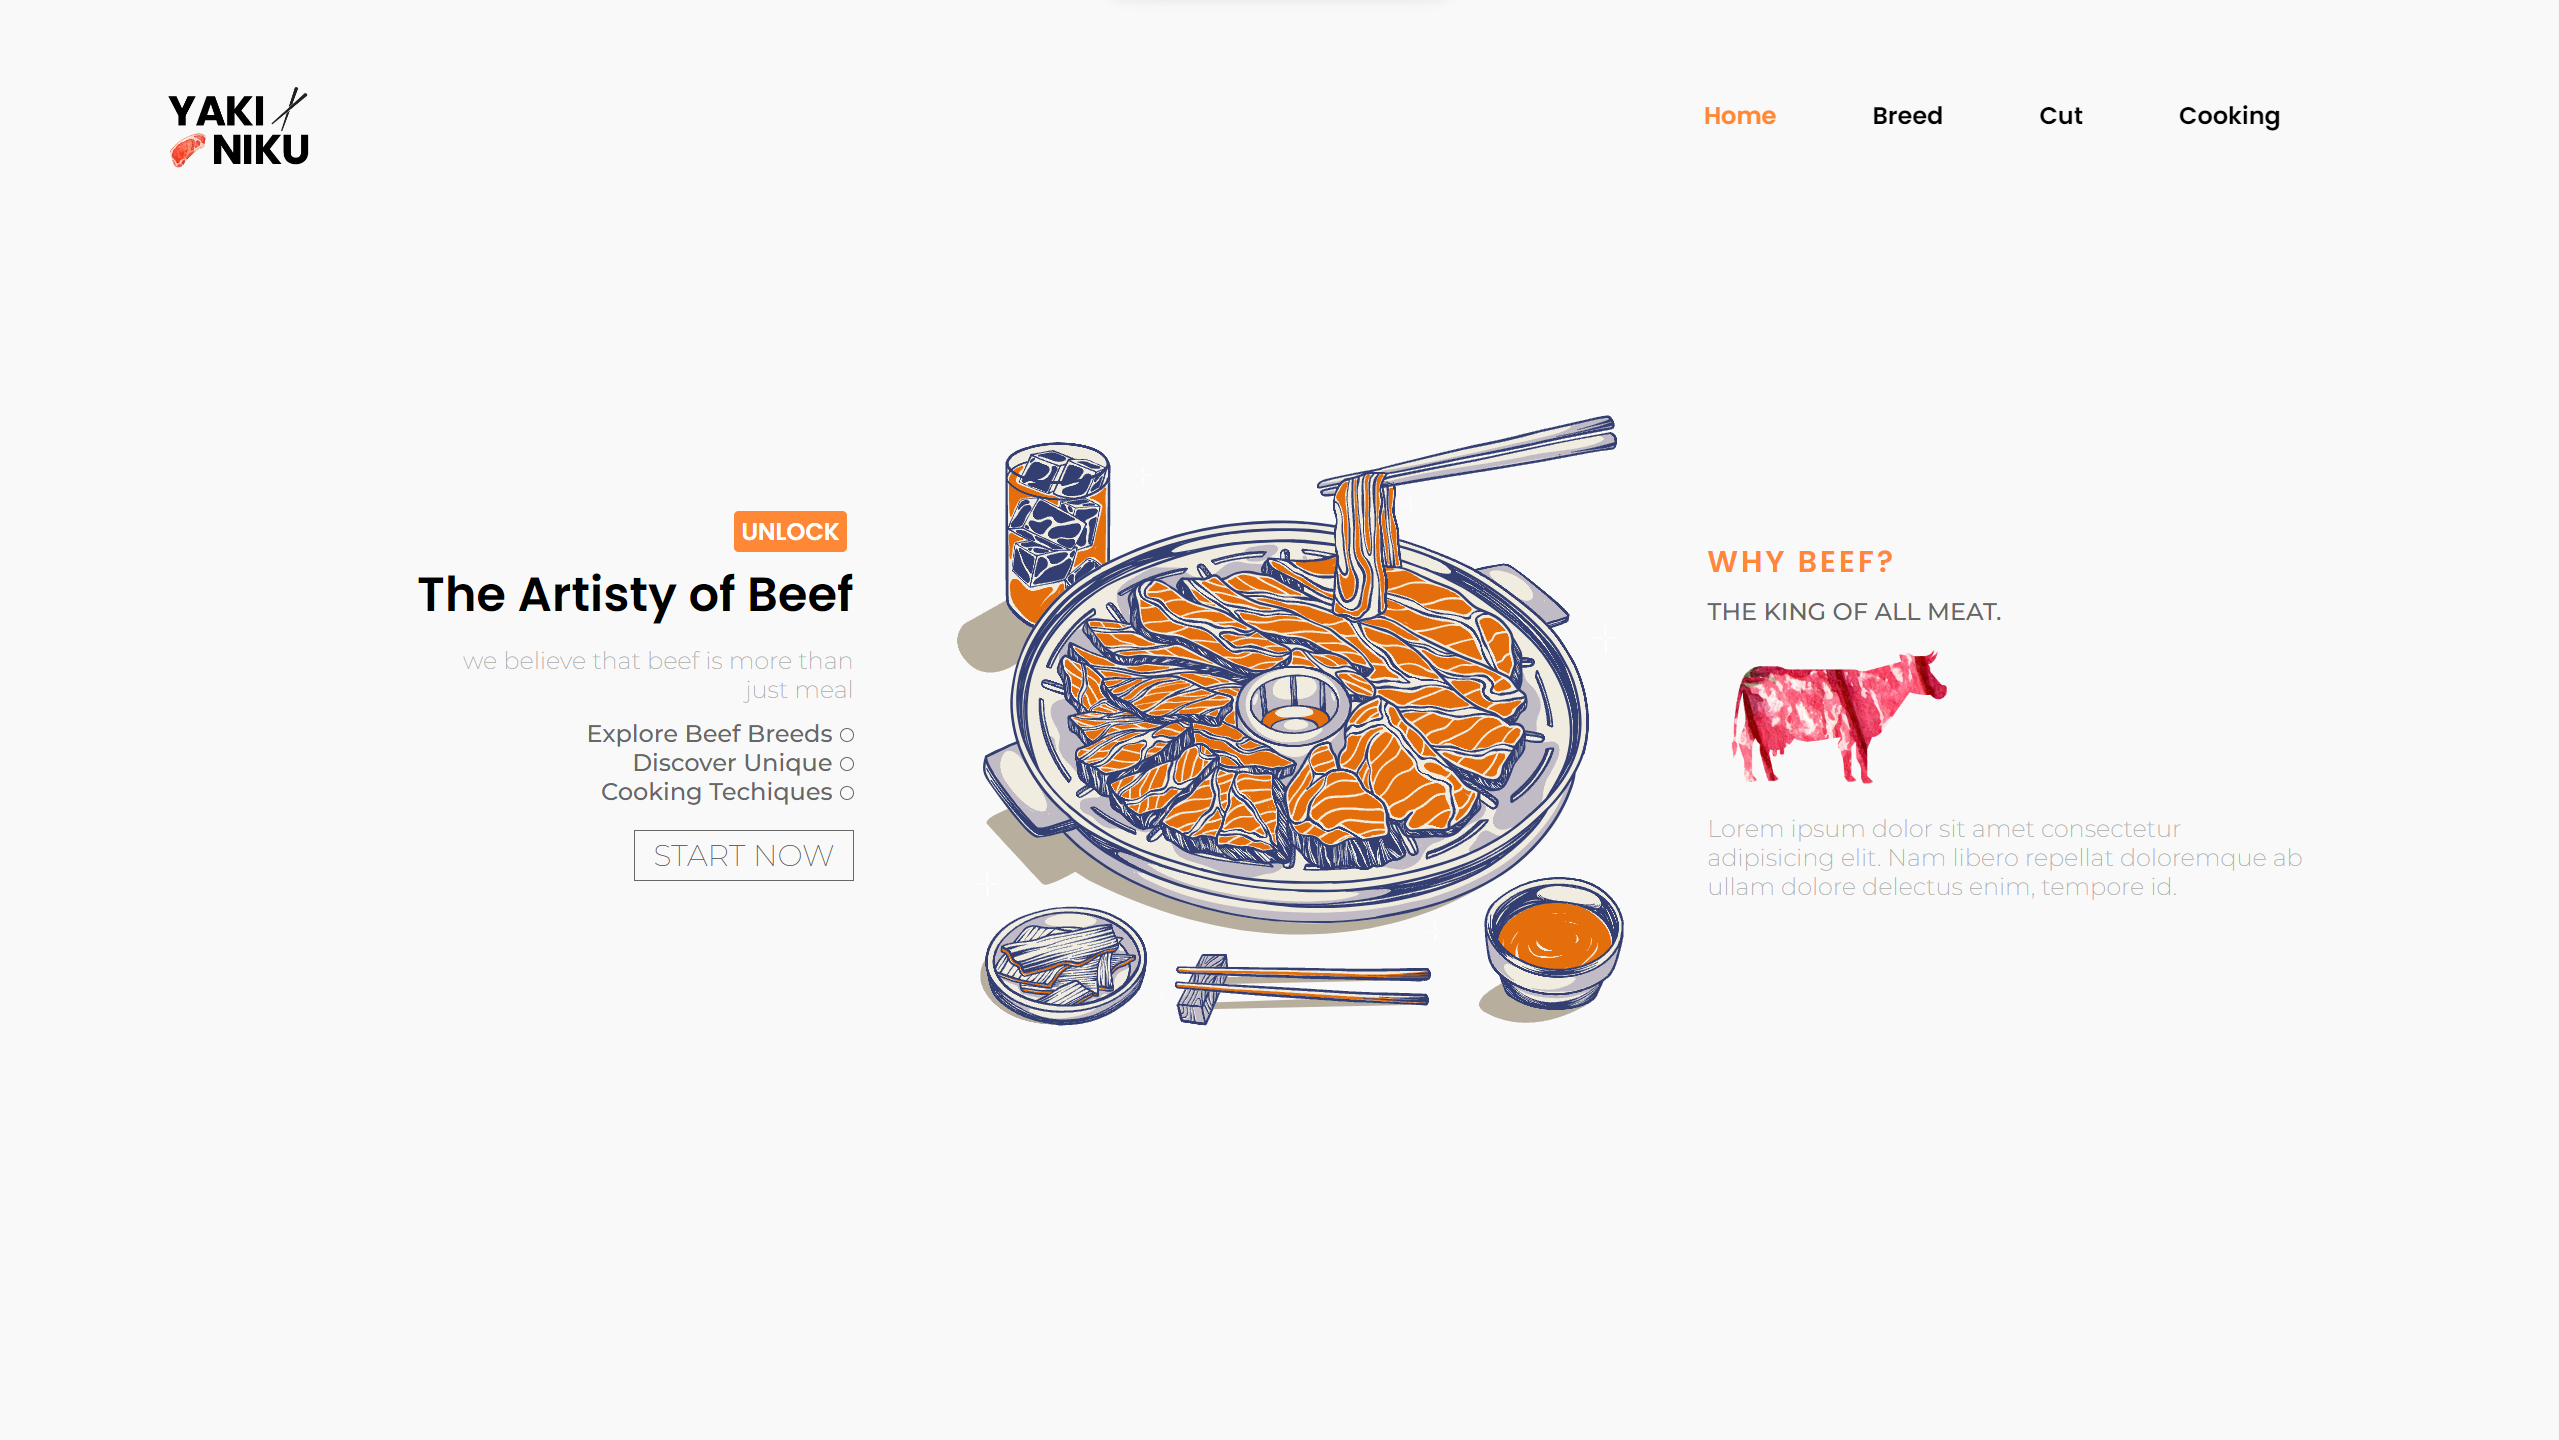 YAKI
NIKU
Home
Breed
Cut
Cooking
UNLOCK
The Artisty of Beef
we believe that beef is more than
just meal
Explore Beef Breeds
Discover Unique
Cooking Techiques
START NOW
WHY BEEF?
THE KING OF ALL MEAT.
Lorem ipsum dolor sit amet consectetur
adipisicing elit. Nam libero repellat doloremque ab
ullam dolore delectus enim, tempore id.